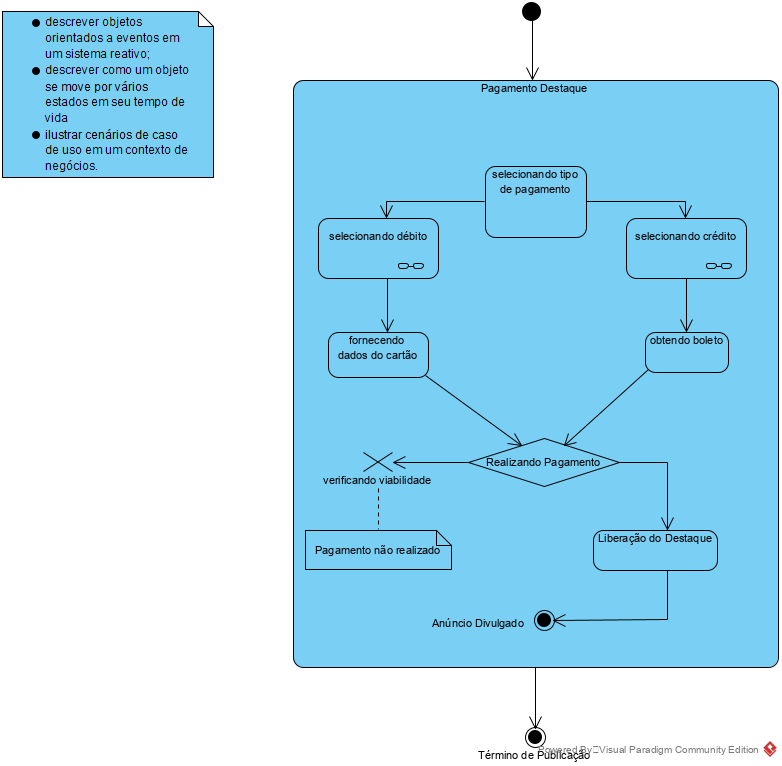 ● descrever objetos
orientados a eventos em
um sistema reativo;
● descrever como um objeto
se move por vários
estados em seu tempo de
vida
● ilustrar cenários de caso
de uso em um contexto de
negócios.
Pagamento Destaque
selecionando tipo
de pagamento
selecionando débito
selecionando crédito
fornecendo
dados do cartão
obtendo boleto
Realizando Pagamento
verificando viabilidade
Pagamento não realizado
Liberação do Destaque
Anúncio Divulgado
Término de Publicação
Powered By Visual Paradigm Community Edition